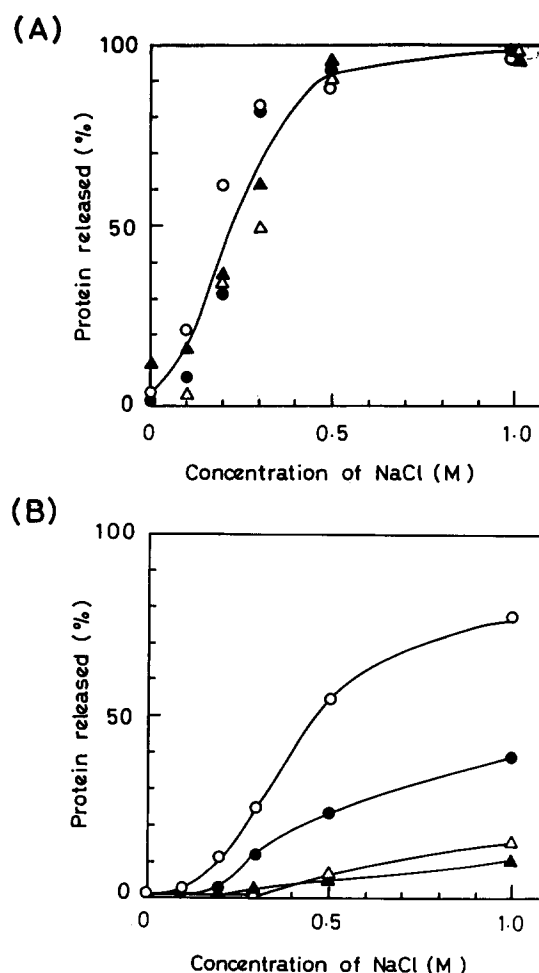 (A)
100
50
0
Protein released (%)
0 0.5 1.0
Concentration of NaCl (M)
(B)
100
50
0
Protein released (%)
0 0.5 1.0
Concentration of NaCl (M)